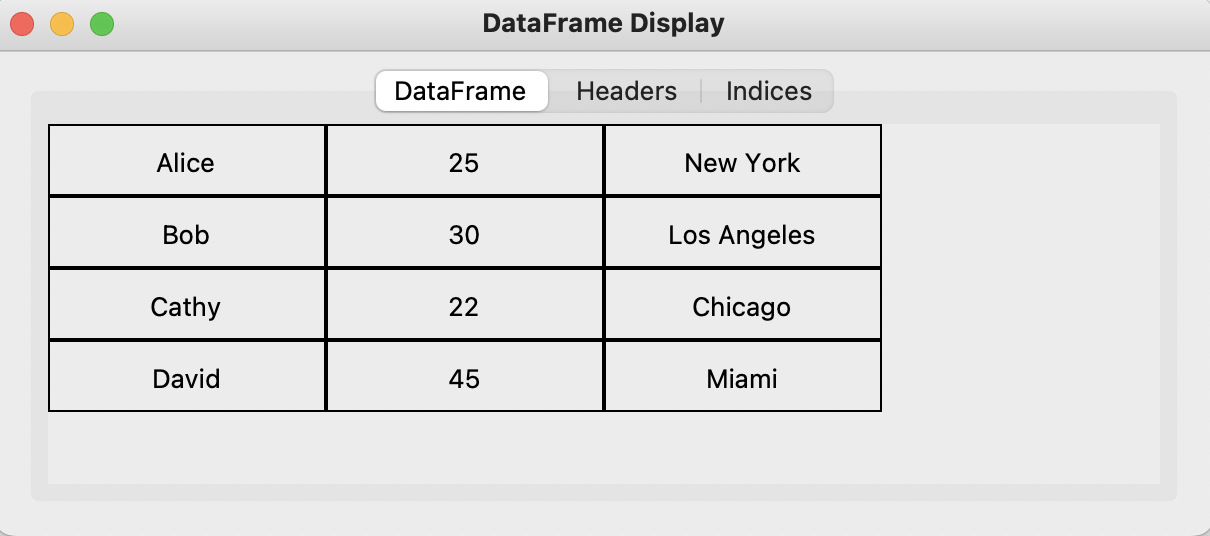 DataFrame Display
DataFrame Headers Indices
Alice 25 New York
Bob 30 Los Angeles
Cathy 22 Chicago
David 45 Miami